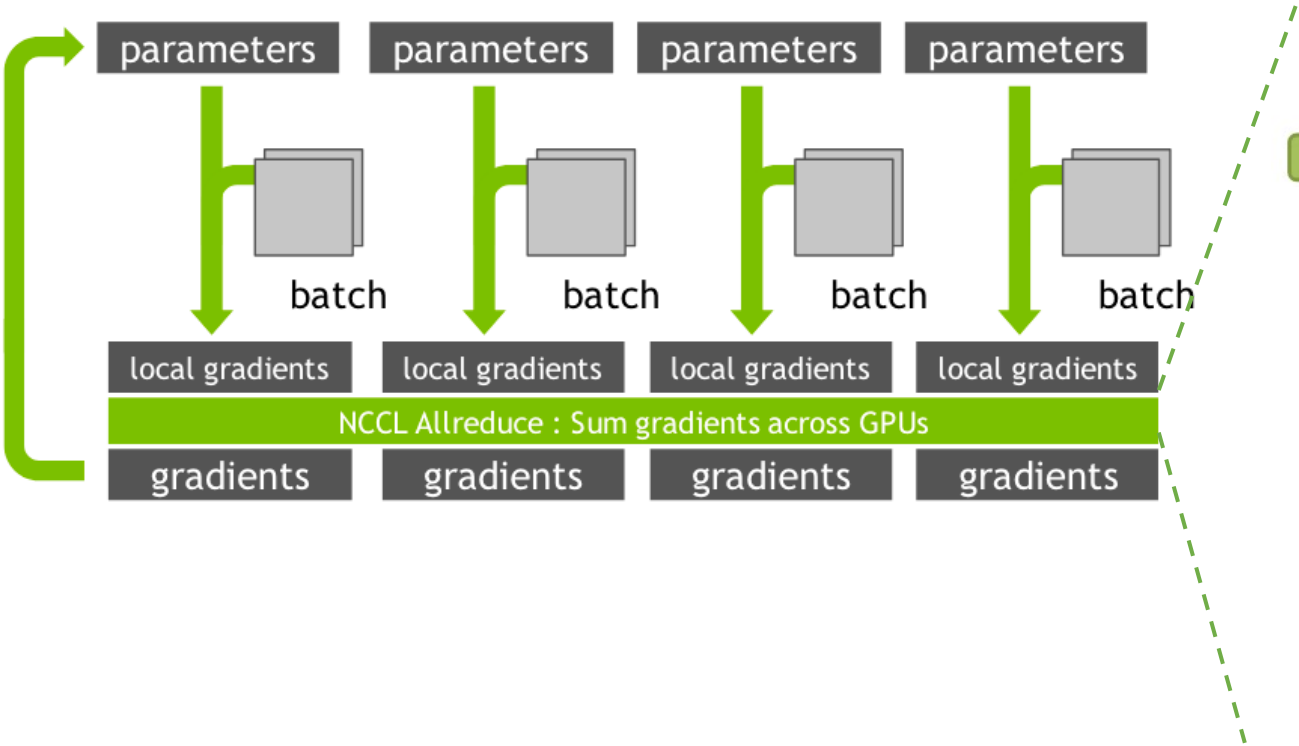 parameters parameters parameters parameters
batch batch batch batch
local gradients local gradients local gradients local gradients
NCCL Allreduce : Sum gradients across GPUs
gradients gradients gradients gradients